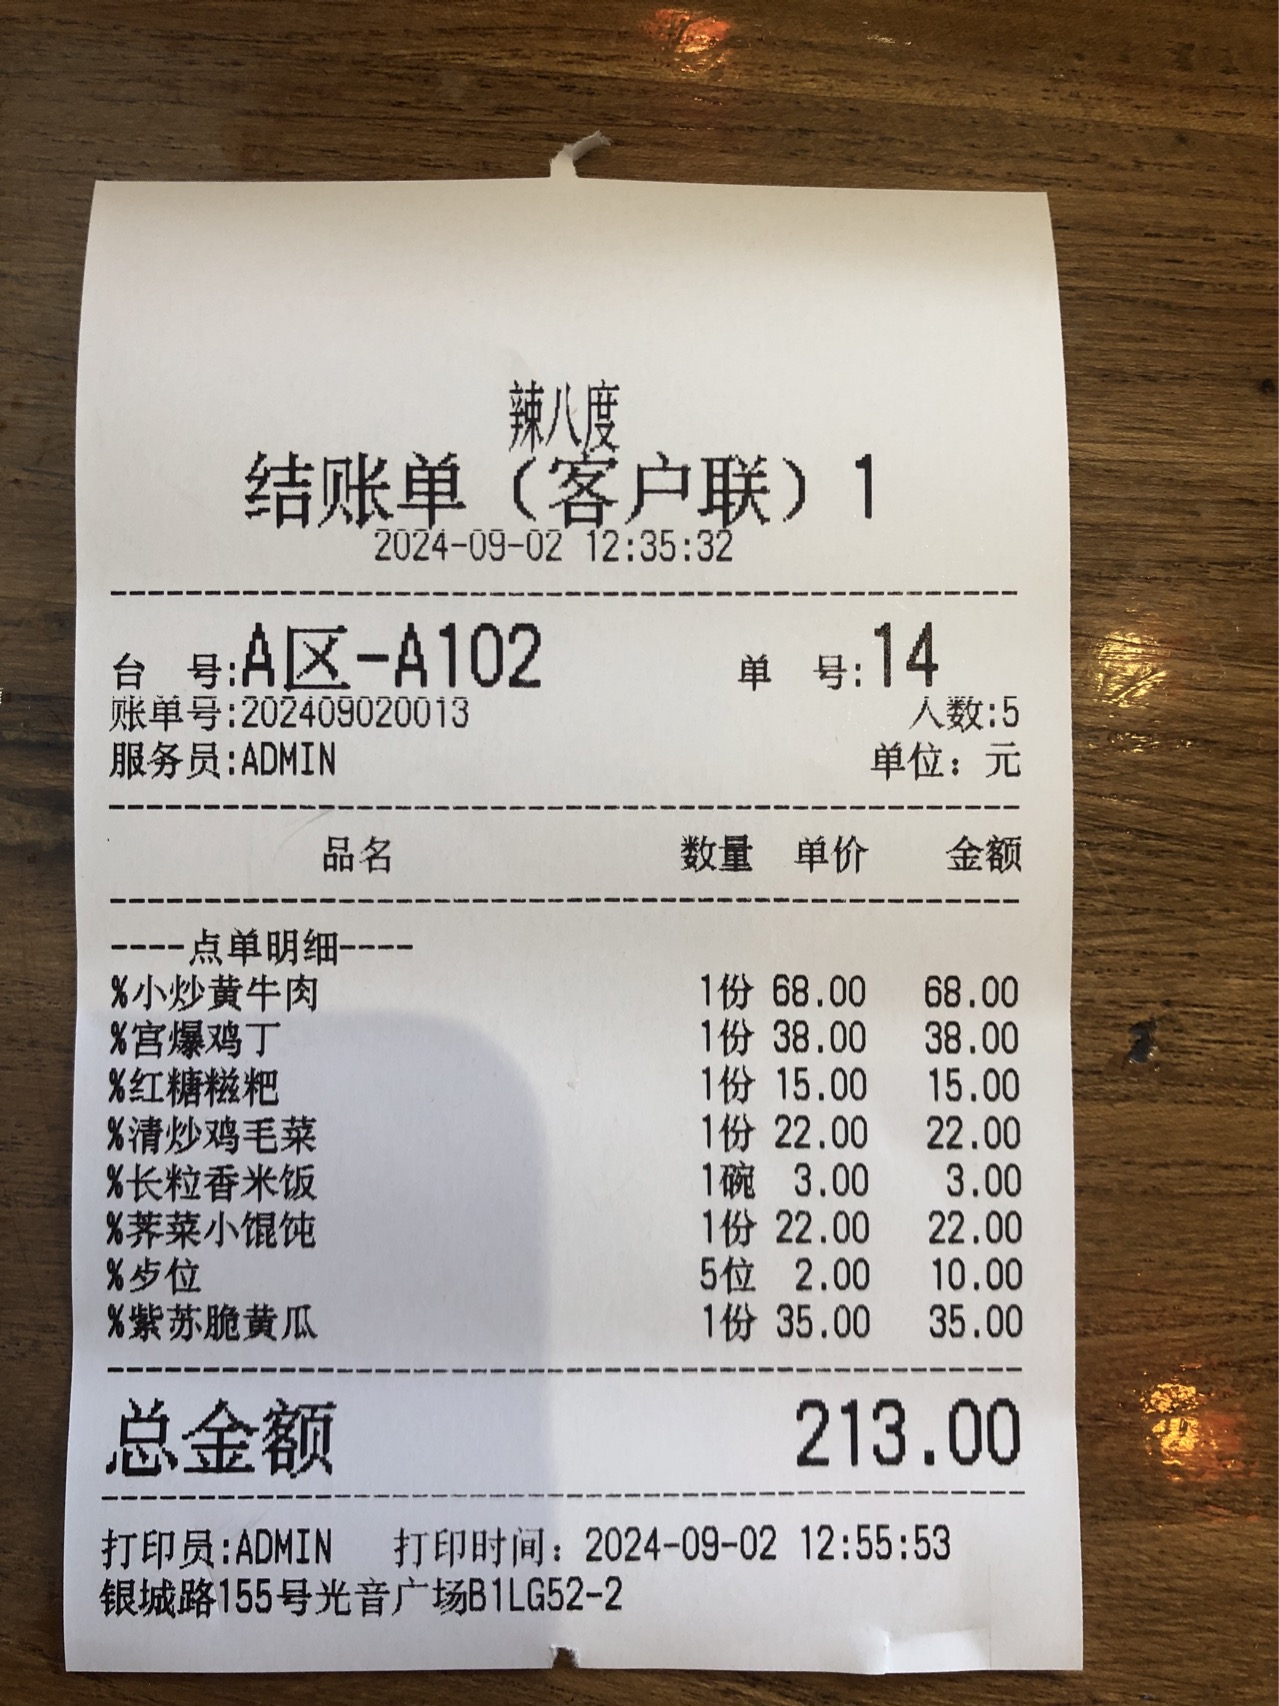 辣八度
结账单（客户联）1
2024-09-02 12:35:32
台 号:A区-A102 单 号:14
账单号:202409020013 人数:5
服务员:ADMIN 单位：元
品名 数量 单价 金额
----点单明细----
%小炒黄牛肉 1份 68.00 68.00
%宫爆鸡丁 1份 38.00 38.00
%红糖糍粑 1份 15.00 15.00
%清炒鸡毛菜 1份 22.00 22.00
%长粒香米饭 1碗 3.00 3.00
%荠菜小馄饨 1份 22.00 22.00
%歺位 5位 2.00 10.00
%紫苏脆黄瓜 1份 35.00 35.00
总金额 213.00
打印员:ADMIN 打印时间：2024-09-02 12:55:53
银城路155号光音广场B1LG52-2